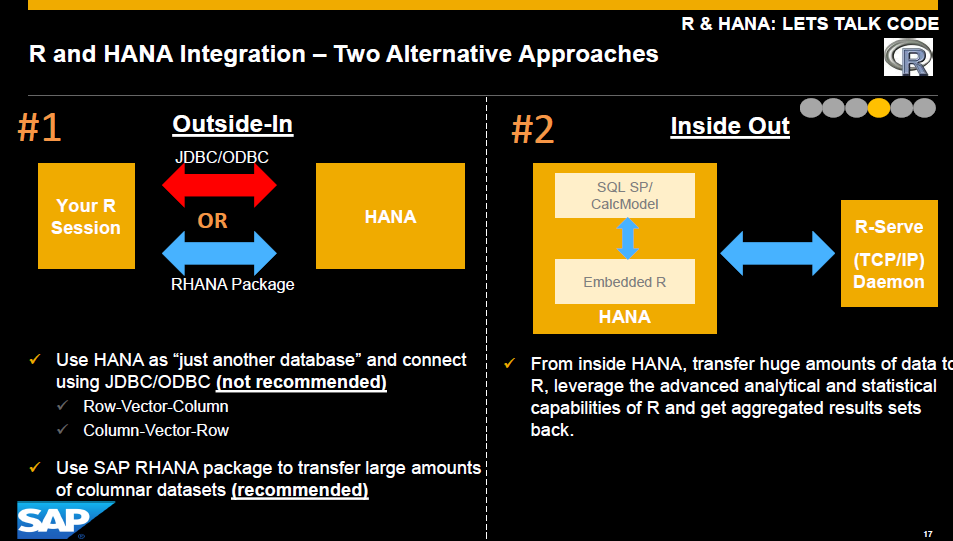 R & HANA: LETS TALK CODE
R and HANA Integration – Two Alternative Approaches
R
#1
Outside-In
JDBC/ODBC
Your R
Session
OR
HANA
RHANA Package
✓ Use HANA as “just another database” and connect
using JDBC/ODBC (not recommended)
✓ Row-Vector-Column
✓ Column-Vector-Row
✓ Use SAP RHANA package to transfer large amounts
of columnar datasets (recommended)
#2
Inside Out
SQL SP/
CalcModel
Embedded R
HANA
R-Serve
(TCP/IP)
Daemon
✓ From inside HANA, transfer huge amounts of data to
R, leverage the advanced analytical and statistical
capabilities of R and get aggregated results sets
back.
SAP ®
17